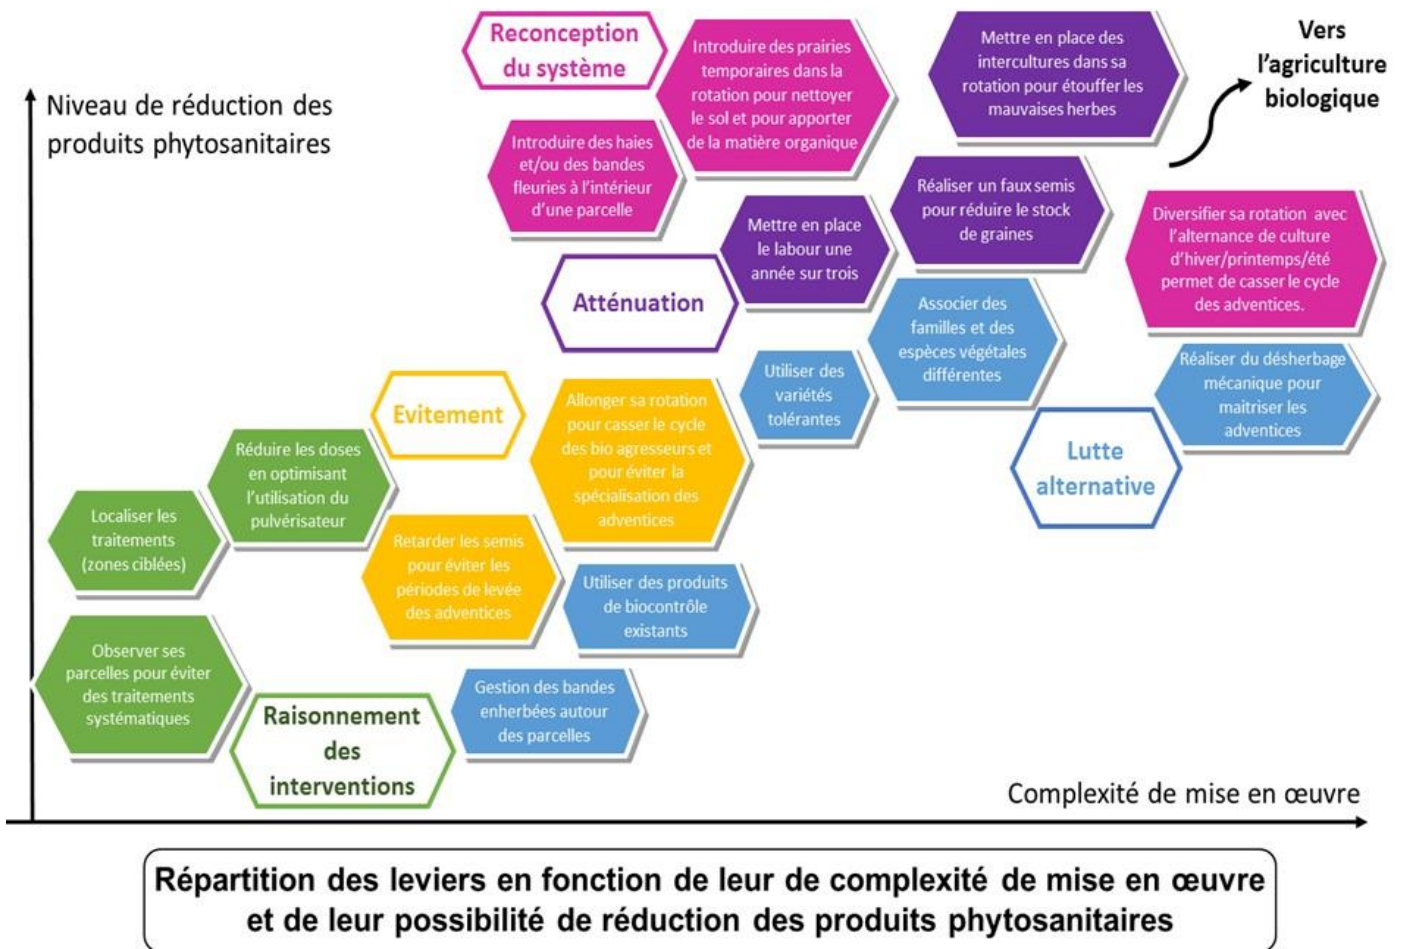 Reconception
du système
Introduire des prairies
temporaires dans la
rotation pour nettoyer
le sol et pour apporter
de la matière organique
Mettre en place des
intercultures dans sa
rotation pour étouffer les
mauvaises herbes
Vers
l’agriculture
biologique
Niveau de réduction des
produits phytosanitaires
Introduire des haies
et/ou des bandes
fleuries à l’intérieur
d’une parcelle
Réaliser un faux semis
pour réduire le stock
de graines
Mettre en place
le labour une
année sur trois
Diversifier sa rotation avec
l’alternance de culture
d’hiver/printemps/été
permet de casser le cycle
des adventices.
Atténuation
Associer des
familles et des
espèces végétales
différentes
Utiliser des
variétés
tolérantes
Réaliser du désherbage
mécanique pour
maitriser les
adventices
Evitement
Allonger sa rotation
pour casser le cycle
des bio agresseurs et
pour éviter la
spécialisation des
adventices
Lutte
alternative
Réduire les doses
en optimisant
l’utilisation du
pulvérisateur
Localiser les
traitements
(zones ciblées)
Retarder les semis
pour éviter les
périodes de levée
des adventices
Utiliser des produits
de biocontrôle
existants
Observer ses
parcelles pour éviter
des traitements
systématiques
Raisonnement
des
interventions
Gestion des bandes
enherbées autour
des parcelles
Complexité de mise en œuvre
Répartition des leviers en fonction de leur de complexité de mise en œuvre
et de leur possibilité de réduction des produits phytosanitaires